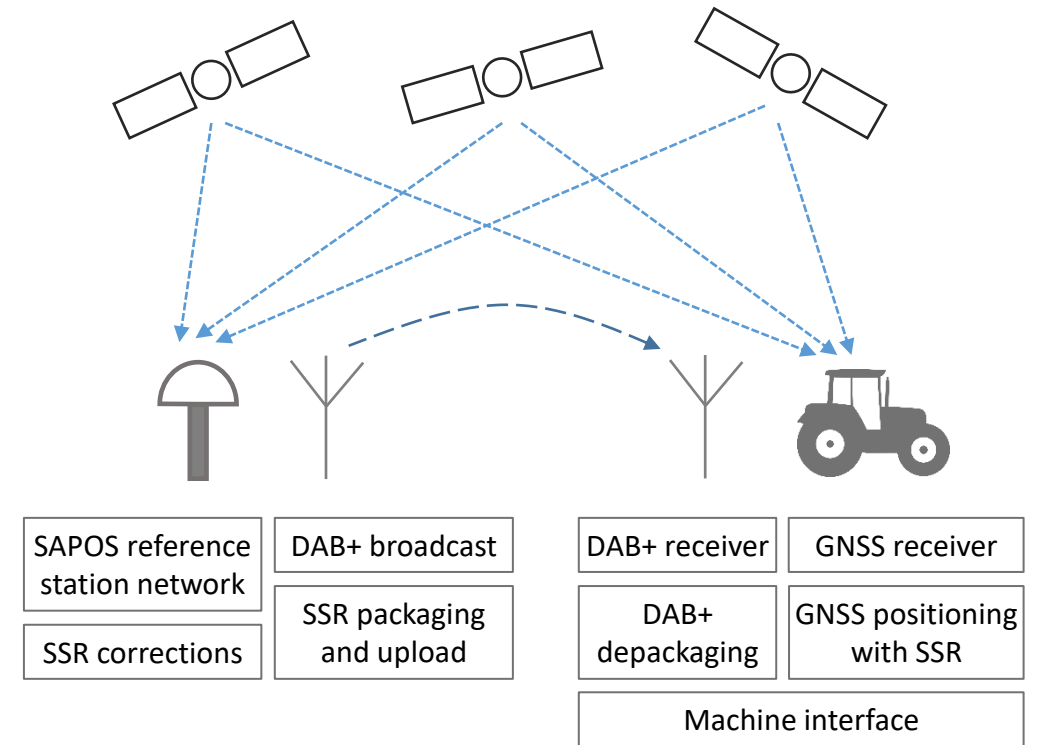 SAPOS reference
station network
SSR corrections
DAB+ broadcast
SSR packaging
and upload
DAB+ receiver
DAB+
depackaging
GNSS receiver
GNSS positioning
with SSR
Machine interface